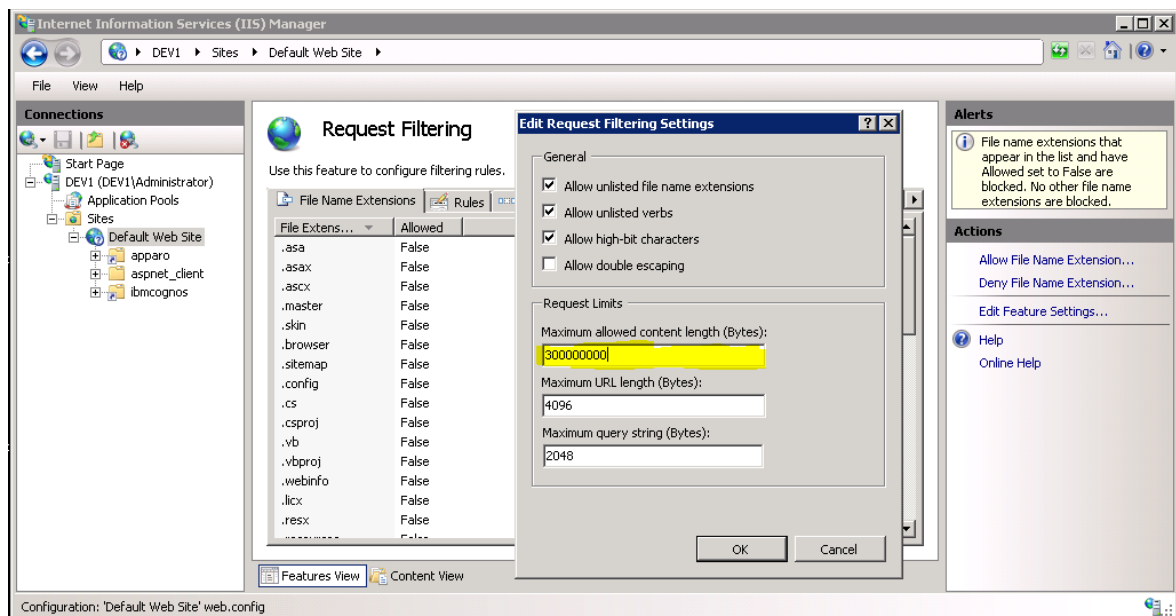 Internet Information Services (IIS) Manager
DEV1 Sites Default Web Site
File View Help
Connections
Start Page
DEV1 (DEV1\Administrator)
Application Pools
Sites
Default Web Site
apparo
aspnet_client
ibmcognos
Request Filtering
Use this feature to configure filtering rules.
File Name Extensions Rules
File Extens... Allowed
.asa False
.asax False
.ascx False
.master False
.skin False
.browser False
.sitemap False
.config False
.cs False
.csproj False
.vb False
.vbproj False
.webinfo False
.licx False
.resx False
Features View Content View
Edit Request Filtering Settings
General
Allow unlisted file name extensions
Allow unlisted verbs
Allow high-bit characters
Allow double escaping
Request Limits
Maximum allowed content length (Bytes):
300000000
Maximum URL length (Bytes):
4096
Maximum query string (Bytes):
2048
OK Cancel
Alerts
File name extensions that
appear in the list and have
Allowed set to False are
blocked. No other file name
extensions are blocked.
Actions
Allow File Name Extension...
Deny File Name Extension...
Edit Feature Settings...
Help
Online Help
Configuration: 'Default Web Site' web.config